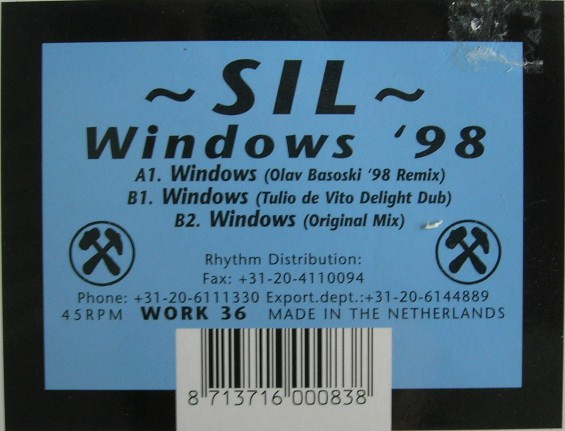 ~SIL~
Windows '98
A1. Windows (Olav Basoski '98 Remix)
B1. Windows (Tulio de Vito Delight Dub)
B2. Windows (Original Mix)
Rhythm Distribution:
Fax: +31-20-4110094
Phone: +31-20-6111330 Export.dept.:+31-20-6144889
45RPM WORK 36 MADE IN THE NETHERLANDS
8 713716 000838